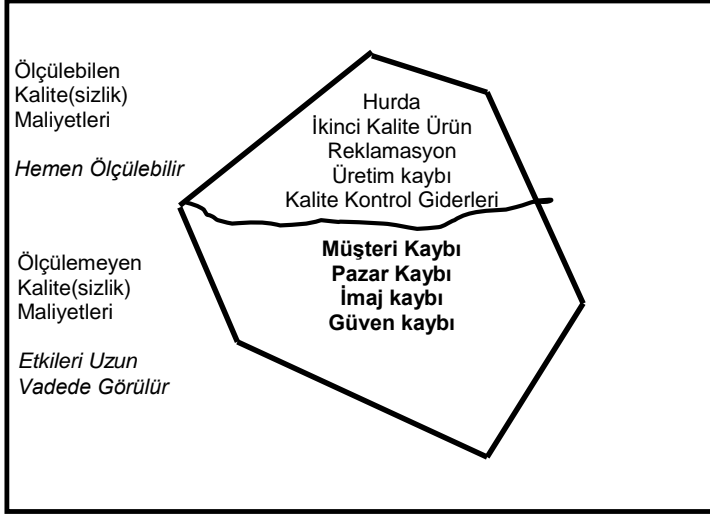 Ölçülebilen
Kalite(sizlik)
Maliyetleri
Hemen Ölçülebilir
Hurda
İkinci Kalite Ürün
Reklamasyon
Üretim kaybı
Kalite Kontrol Giderleri
Ölçülemeyen
Kalite(sizlik)
Maliyetleri
Etkileri Uzun
Vadede Görülür
Müşteri Kaybı
Pazar Kaybı
İmaj kaybı
Güven kaybı